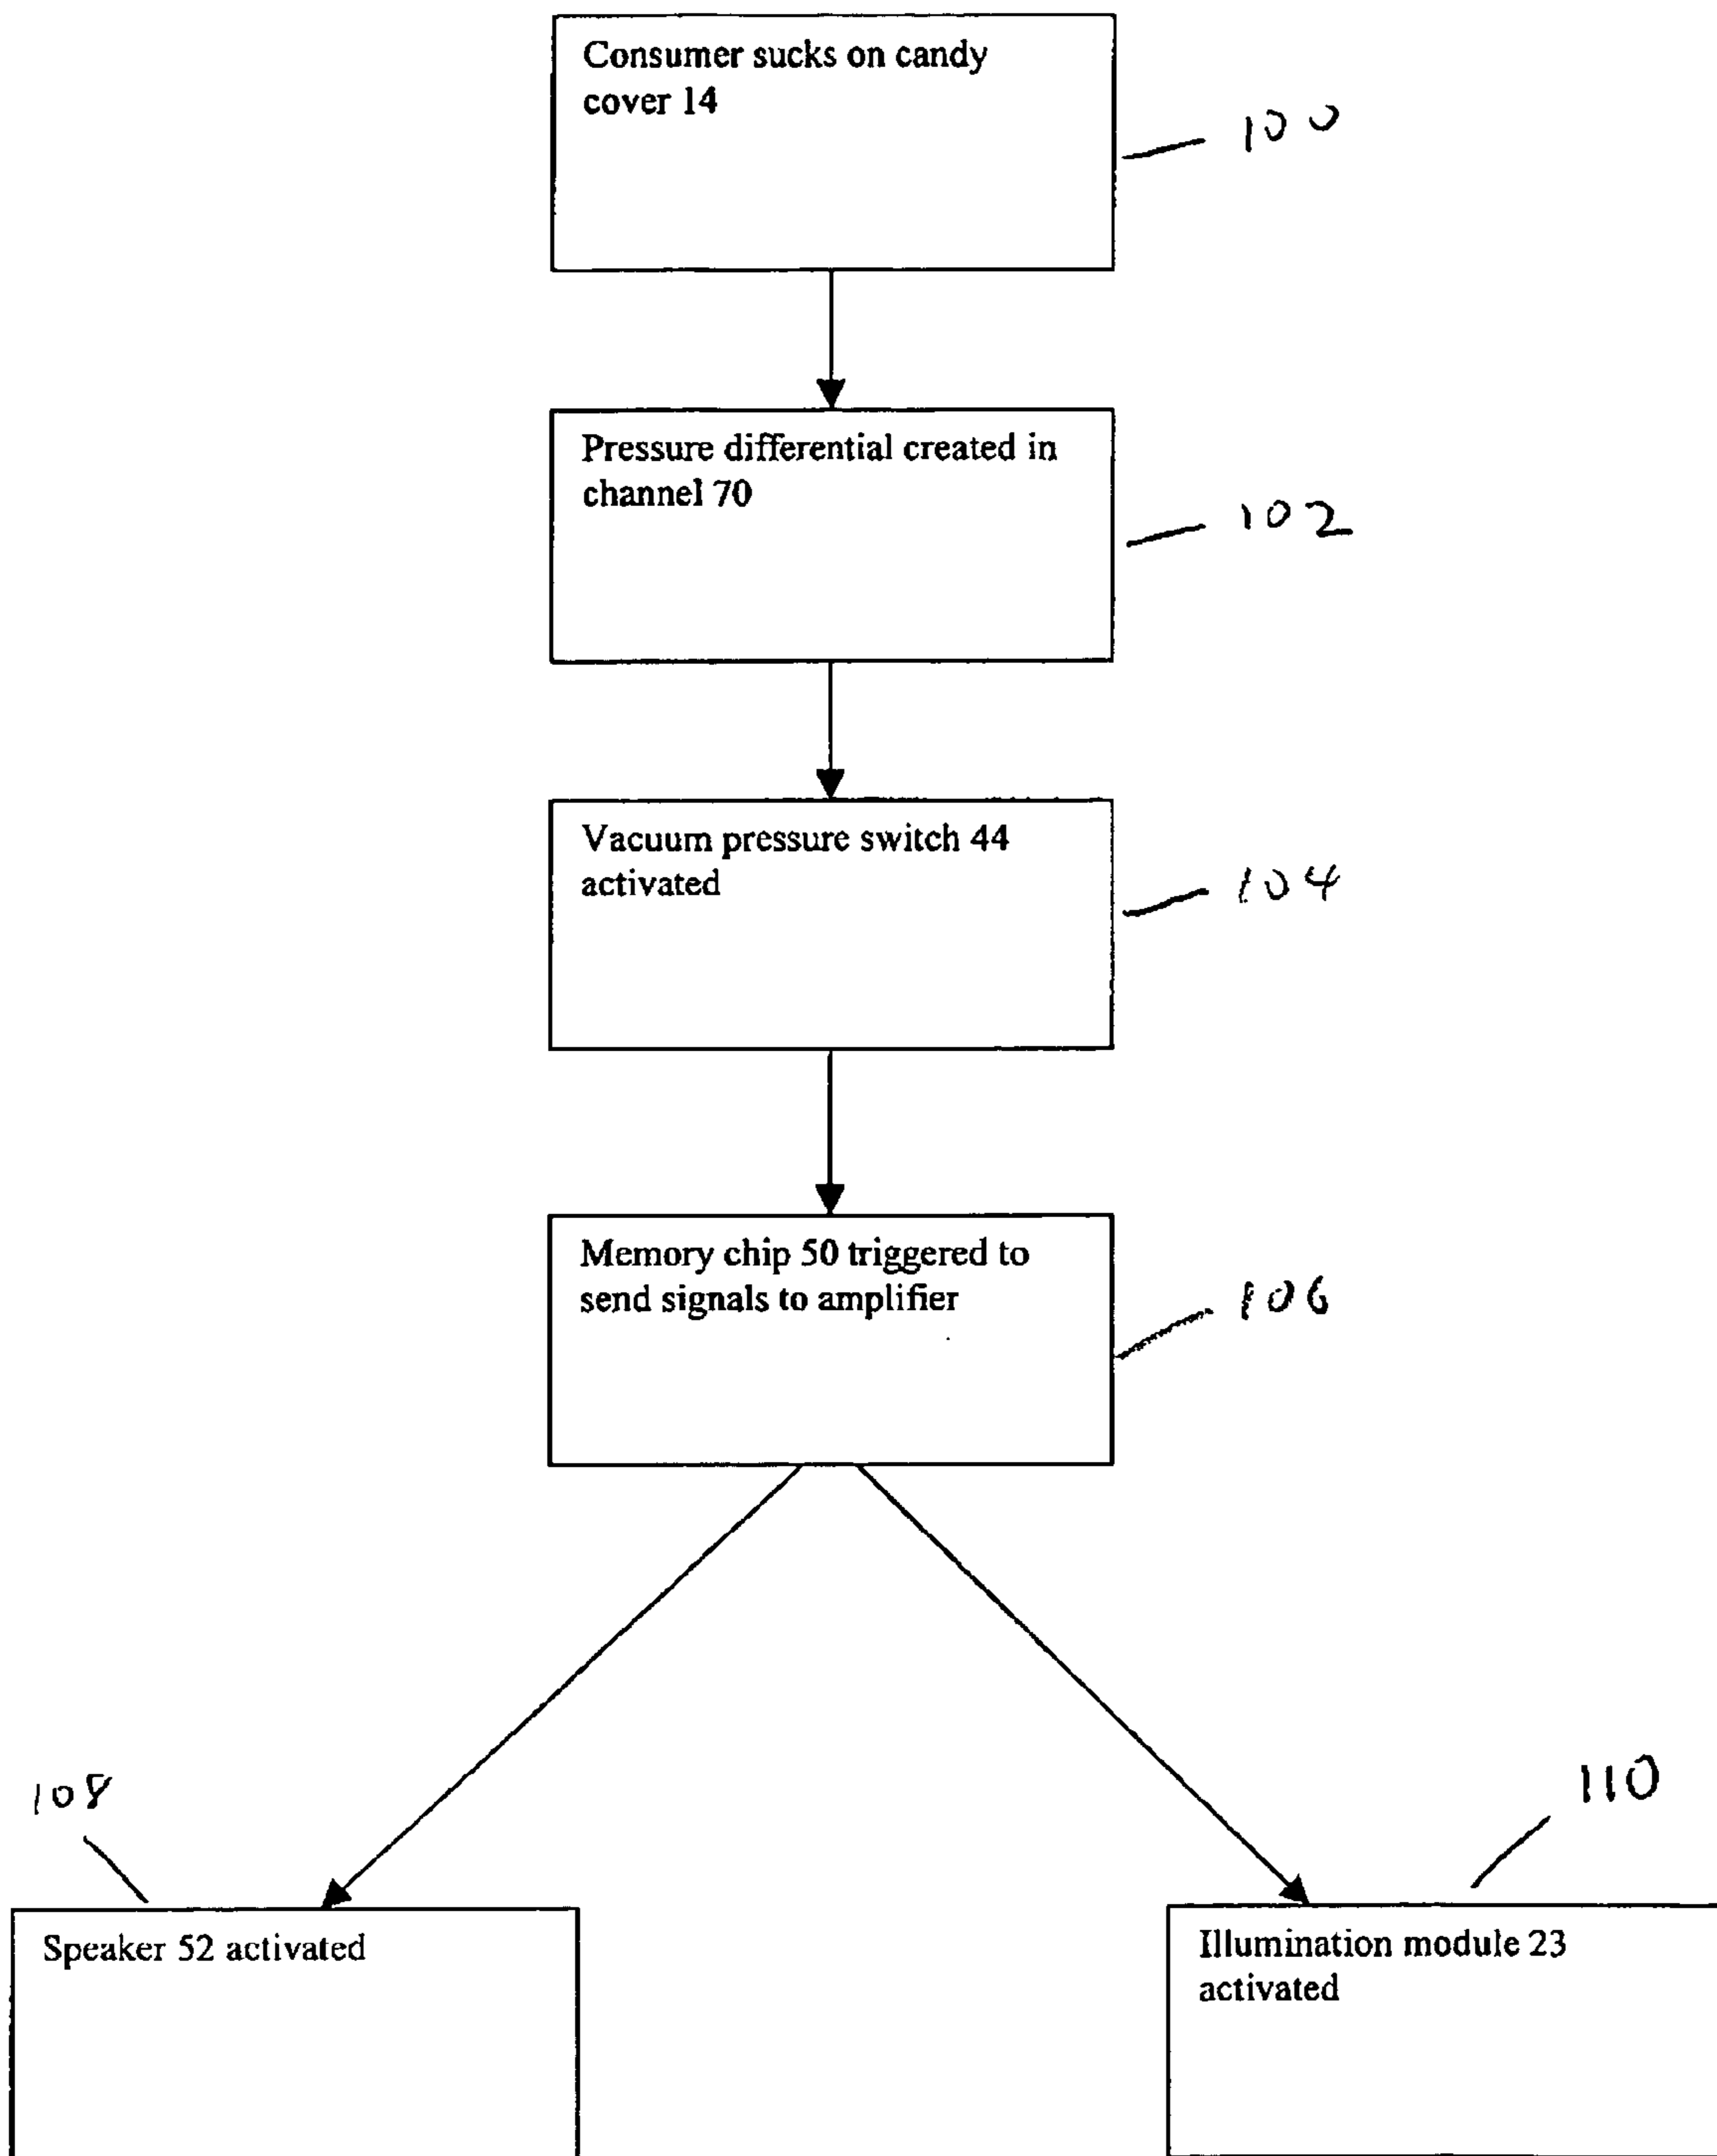 Consumer sucks on candy
cover 14
100
Pressure differential created in
channel 70
102
Vacuum pressure switch 44
activated
104
Memory chip 50 triggered to
send signals to amplifier
106
108
110
Speaker 52 activated
Illumination module 23
activated